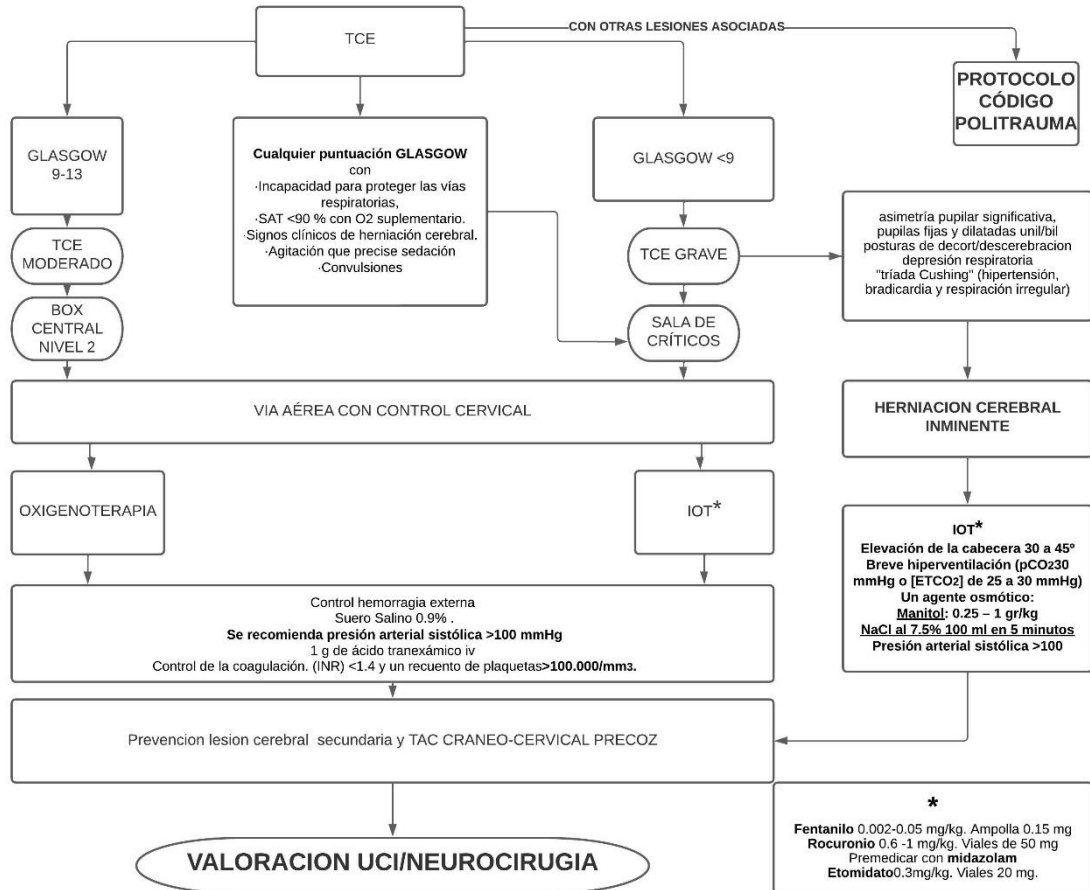 TCE
CON OTRAS LESIONES ASOCIADAS
PROTOCOLO
CÓDIGO
POLITRAUMA
GLASGOW
9-13
Cualquier puntuación GLASGOW
con
·Incapacidad para proteger las vías
respiratorias,
·SAT <90 % con O2 suplementario.
·Signos clínicos de herniación cerebral.
·Agitación que precise sedación
·Convulsiones
GLASGOW <9
TCE
MODERADO
TCE GRAVE
asimetría pupilar significativa,
pupilas fijas y dilatadas unil/bil
posturas de decort/descerebracion
depresión respiratoria
"tríada Cushing" (hipertensión,
bradicardia y respiración irregular)
BOX
CENTRAL
NIVEL 2
SALA DE
CRÍTICOS
VIA AÉREA CON CONTROL CERVICAL
HERNIACION CEREBRAL
INMINENTE
OXIGENOTERAPIA
IOT*
IOT*
Elevación de la cabecera 30 a 45º
Breve hiperventilación (pCO2 30
mmHg o [ETCO2] de 25 a 30 mmHg)
Un agente osmótico:
Manitol: 0.25 – 1 gr/kg
NaCl al 7.5% 100 ml en 5 minutos
Presión arterial sistólica >100
Control hemorragia externa
Suero Salino 0.9% .
Se recomienda presión arterial sistólica >100 mmHg
1 g de ácido tranexámico iv
Control de la coagulación. (INR) <1.4 y un recuento de plaquetas>100.000/mm3.
Prevencion lesion cerebral secundaria y TAC CRANEO-CERVICAL PRECOZ
VALORACION UCI/NEUROCIRUGIA
*
Fentanilo 0.002-0.05 mg/kg. Ampolla 0.15 mg
Rocuronio 0.6 -1 mg/kg. Viales de 50 mg
Premedicar con midazolam
Etomidato0.3mg/kg. Viales 20 mg.